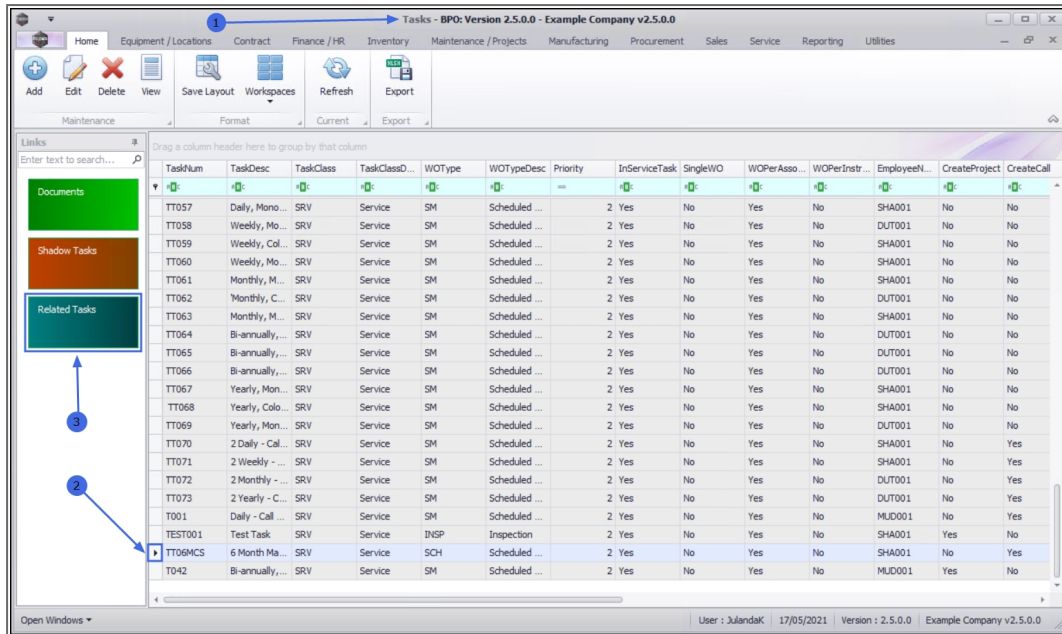 1
Tasks - BPO: Version 2.5.0.0 - Example Company v2.5.0.0
Home Equipment / Locations Contract Finance / HR Inventory Maintenance / Projects Manufacturing Procurement Sales Service Reporting Utilities
Add Edit Delete View Save Layout Workspaces Refresh Export
Maintenance Format Current Export
Links
Drag a column header here to group by that column
Enter text to search...
TaskNum TaskDesc TaskClass TaskClassD... WOType WOTypeDesc Priority InServiceTask SingleWO WOPerAsso... WOPerInstr... EmployeeN... CreateProject CreateCall
Documents
TT057 Daily, Mono... SRV Service SM Scheduled ... 2 Yes No Yes No SHA001 No No
TT058 Weekly, Mo... SRV Service SM Scheduled ... 2 Yes No Yes No DUT001 No No
TT059 Weekly, Col... SRV Service SM Scheduled ... 2 Yes No Yes No SHA001 No No
Shadow Tasks
TT060 Weekly, Mo... SRV Service SM Scheduled ... 2 Yes No Yes No SHA001 No No
TT061 Monthly, M... SRV Service SM Scheduled ... 2 Yes No Yes No SHA001 No No
TT062 'Monthly, C... SRV Service SM Scheduled ... 2 Yes No Yes No DUT001 No No
Related Tasks
TT063 Monthly, M... SRV Service SM Scheduled ... 2 Yes No Yes No SHA001 No No
TT064 Bi-annually,... SRV Service SM Scheduled ... 2 Yes No Yes No DUT001 No No
TT065 Bi-annually,... SRV Service SM Scheduled ... 2 Yes No Yes No DUT001 No No
TT066 Bi-annually,... SRV Service SM Scheduled ... 2 Yes No Yes No DUT001 No No
TT067 Yearly, Mon... SRV Service SM Scheduled ... 2 Yes No Yes No SHA001 No No
TT068 Yearly, Colo... SRV Service SM Scheduled ... 2 Yes No Yes No SHA001 No No
3
TT069 Yearly, Mon... SRV Service SM Scheduled ... 2 Yes No Yes No DUT001 No No
TT070 2 Daily - Cal... SRV Service SM Scheduled ... 2 Yes No Yes No SHA001 No Yes
TT071 2 Weekly - ... SRV Service SM Scheduled ... 2 Yes No Yes No SHA001 No Yes
2
TT072 2 Monthly - ... SRV Service SM Scheduled ... 2 Yes No Yes No DUT001 No Yes
TT073 2 Yearly - C... SRV Service SM Scheduled ... 2 Yes No Yes No DUT001 No Yes
T001 Daily - Call ... SRV Service SM Scheduled ... 2 Yes No Yes No MUD001 No Yes
TEST001 Test Task SRV Service INSP Inspection 2 Yes No Yes No SHA001 Yes No
TT06MCS 6 Month Ma... SRV Service SCH Scheduled ... 2 Yes No Yes No SHA001 No Yes
T042 Bi-annually,... SRV Service SM Scheduled ... 2 Yes No Yes No MUD001 Yes No
Open Windows User : JulandaK 17/05/2021 Version : 2.5.0.0 Example Company v2.5.0.0